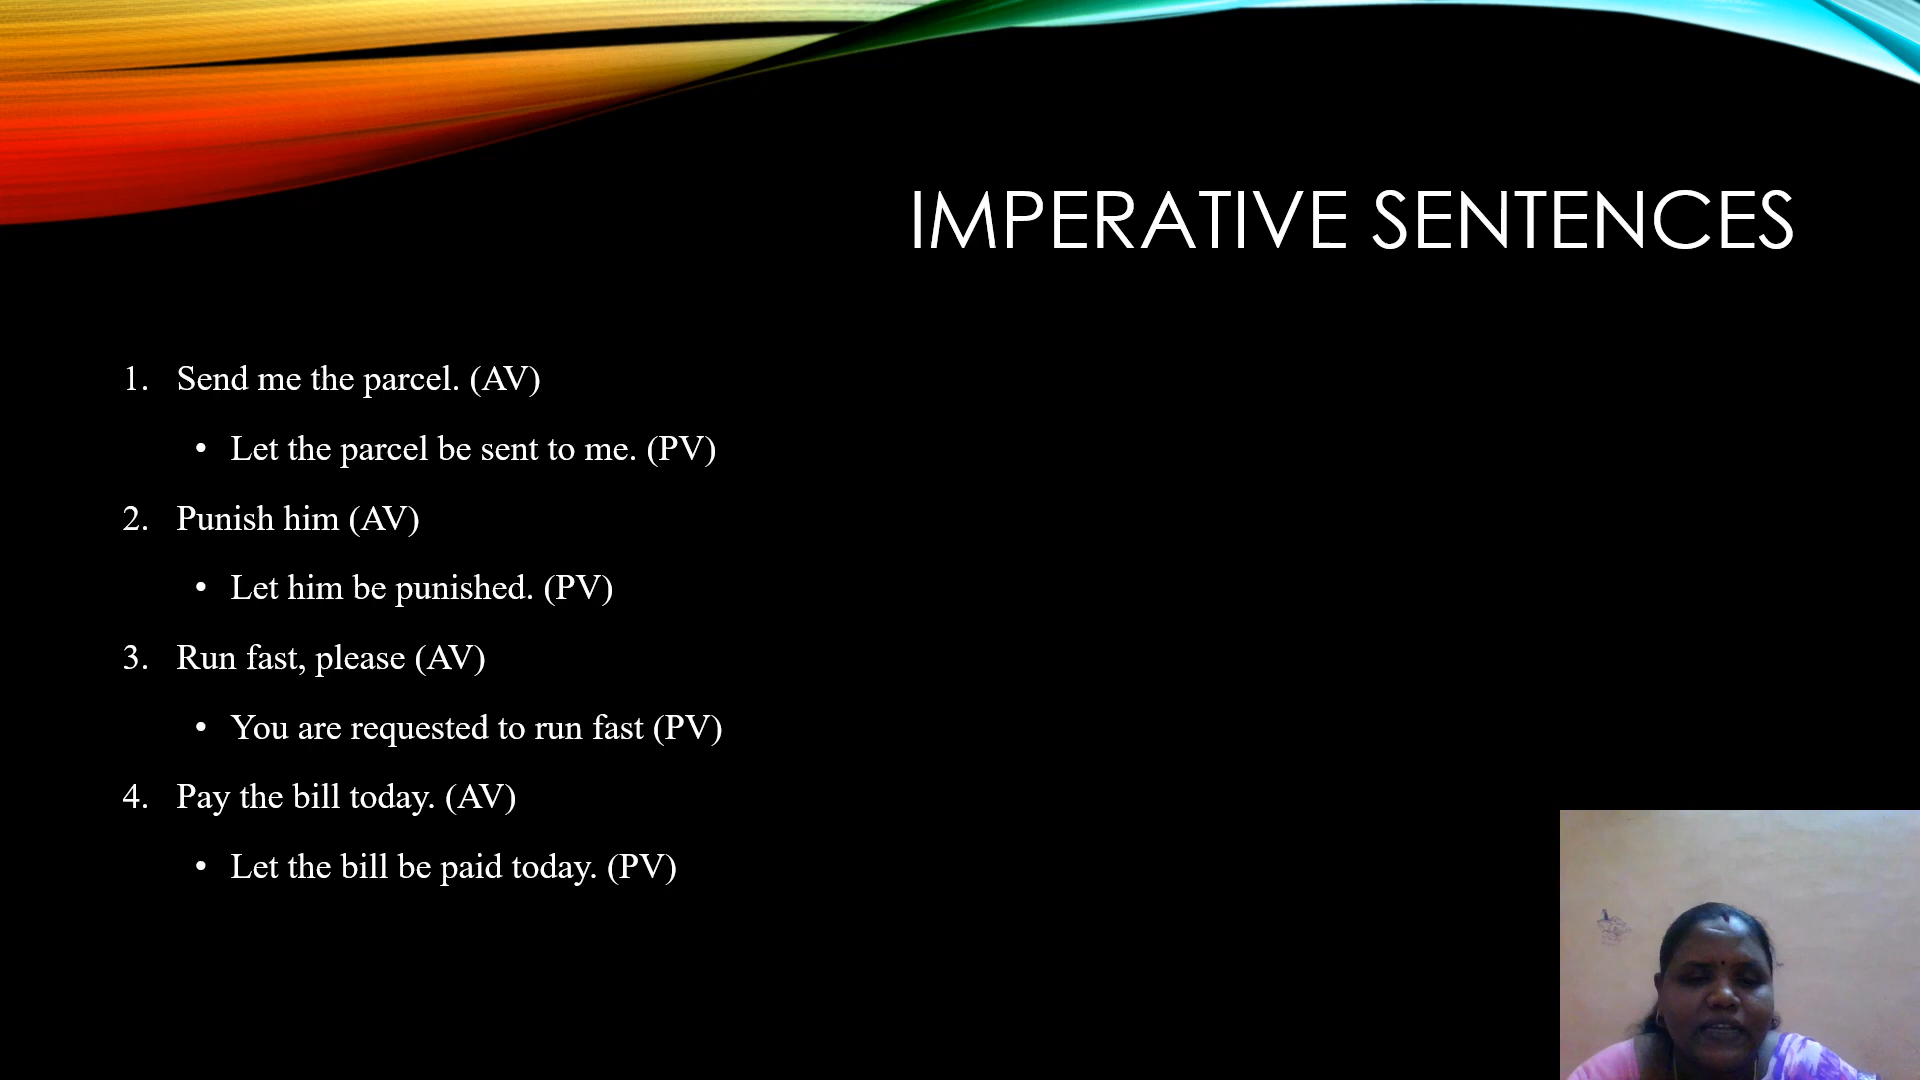 IMPERATIVE SENTENCES
1. Send me the parcel. (AV)
• Let the parcel be sent to me. (PV)
2. Punish him (AV)
• Let him be punished. (PV)
3. Run fast, please (AV)
• You are requested to run fast (PV)
4. Pay the bill today. (AV)
• Let the bill be paid today. (PV)